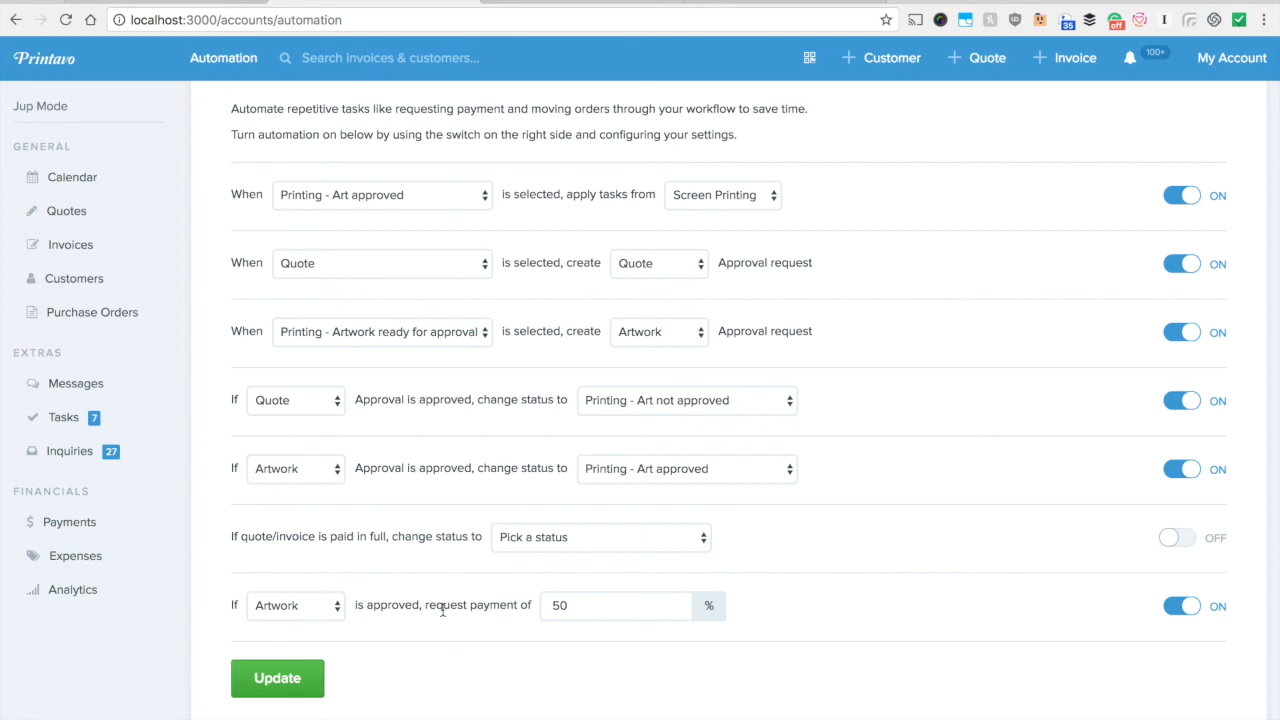 localhost:3000/accounts/automation
35
off
Printavo
Automation
Search invoices & customers...
Customer
Quote
Invoice
100+
My Account
Jup Mode
GENERAL
Calendar
Quotes
Invoices
Customers
Purchase Orders
EXTRAS
Messages
Tasks 7
Inquiries 27
FINANCIALS
$ Payments
Expenses
Analytics
Automate repetitive tasks like requesting payment and moving orders through your workflow to save time.
Turn automation on below by using the switch on the right side and configuring your settings.
When Printing - Art approved is selected, apply tasks from Screen Printing ON
When Quote is selected, create Quote Approval request ON
When Printing - Artwork ready for approval is selected, create Artwork Approval request ON
If Quote Approval is approved, change status to Printing - Art not approved ON
If Artwork Approval is approved, change status to Printing - Art approved ON
If quote/invoice is paid in full, change status to Pick a status OFF
If Artwork is approved, request payment of 50 % ON
Update